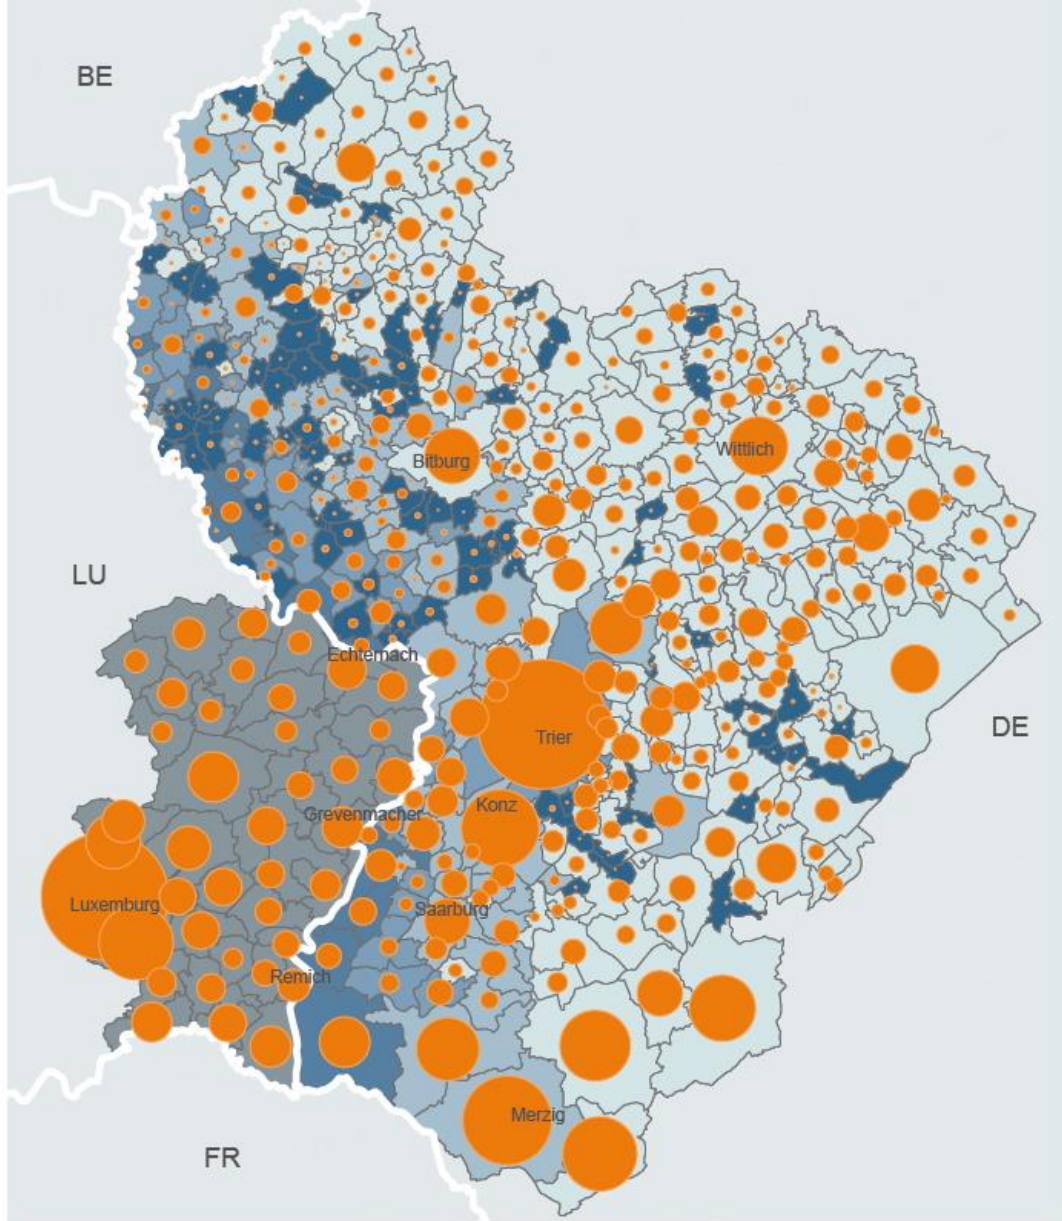 BE
Bitburg
Wittlich
LU
Echternach
DE
Trier
Konz
Grevenmacher
Luxemburg
Saarburg
Remich
Merzig
FR